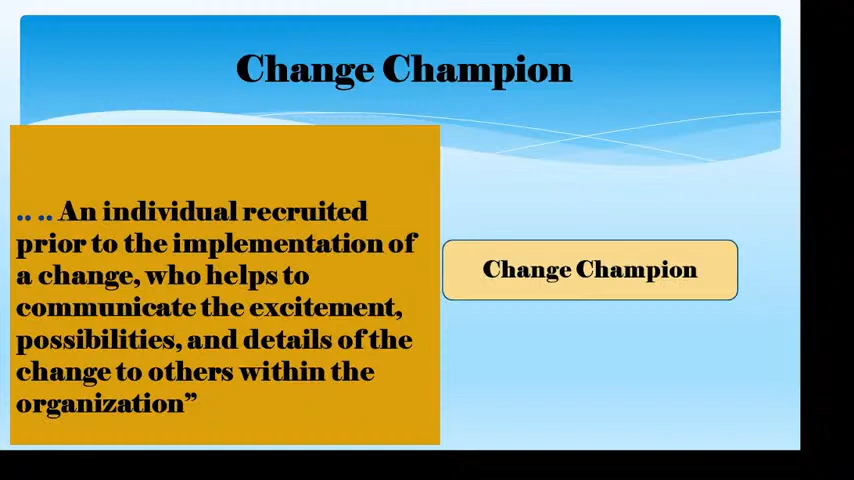 Change Champion
.. .. An individual recruited
prior to the implementation of
a change, who helps to
communicate the excitement,
possibilities, and details of the
change to others within the
organization”
Change Champion